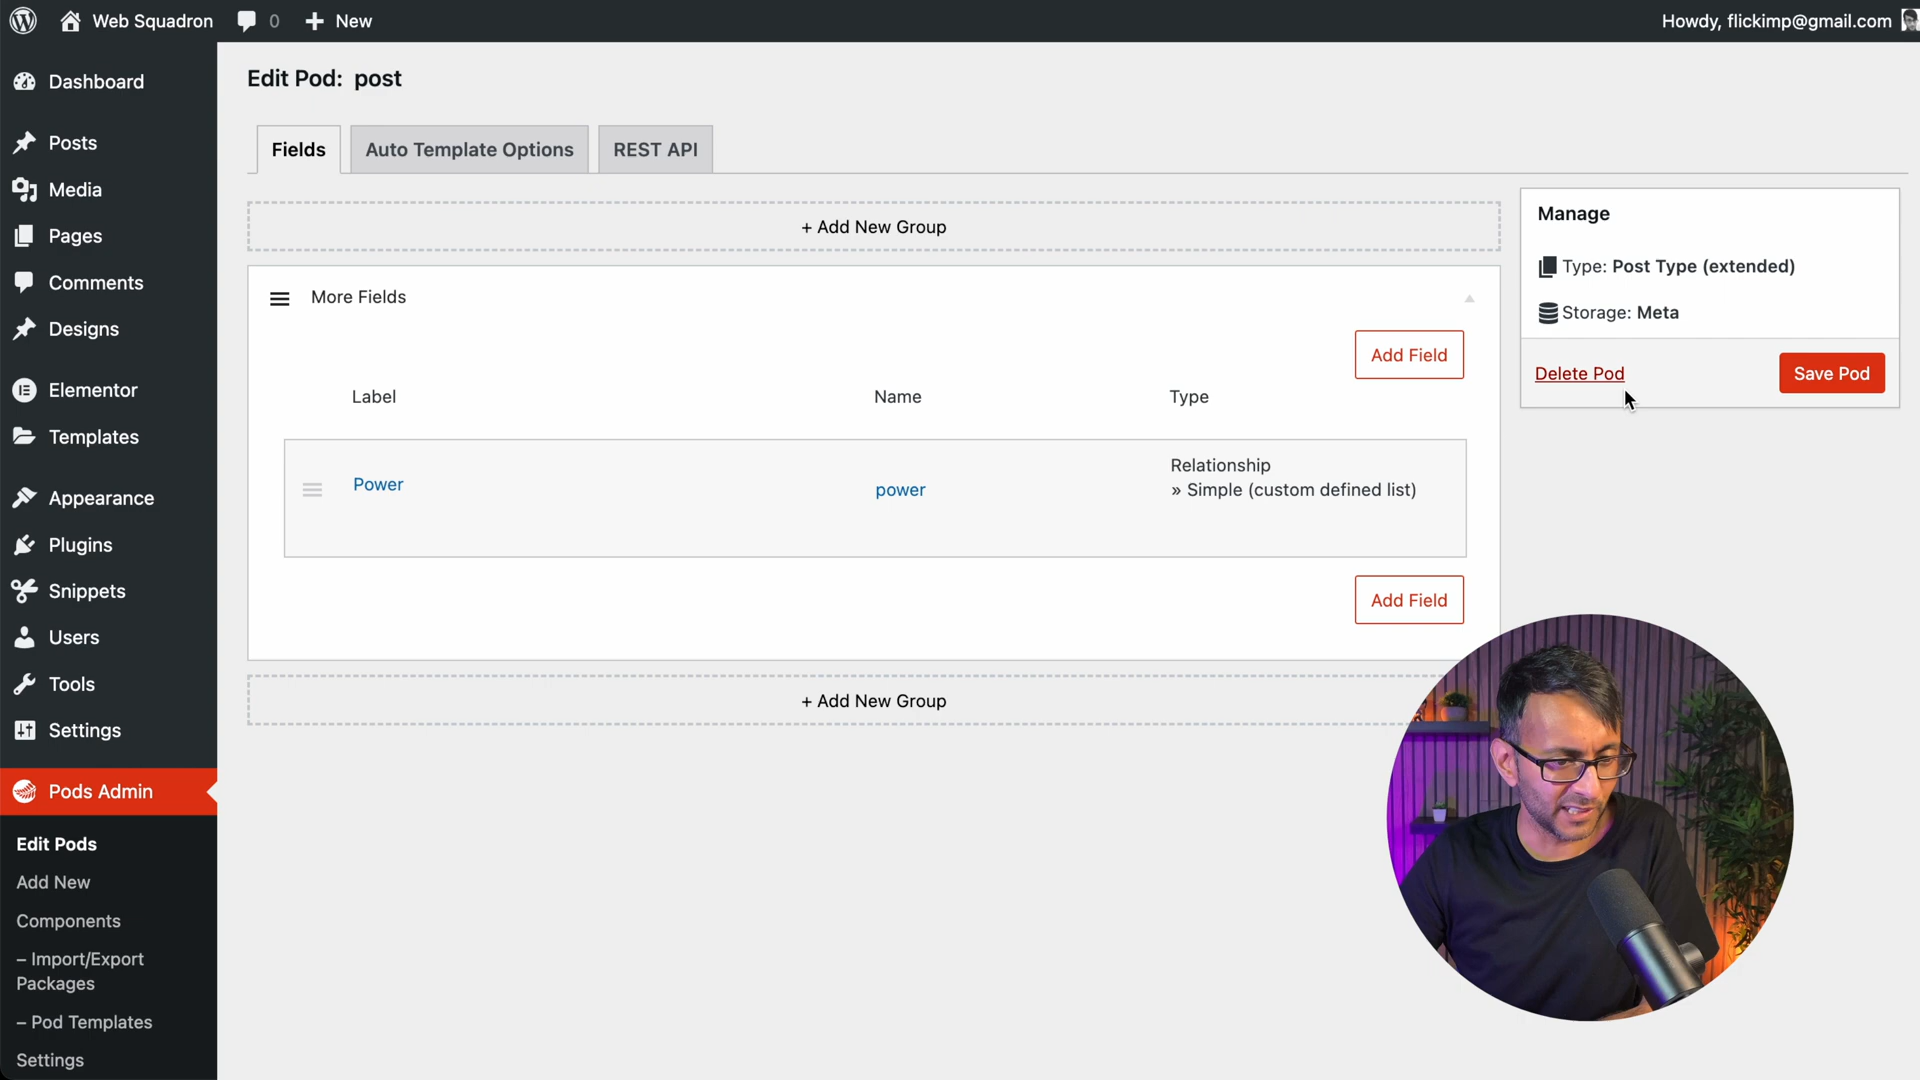 Web Squadron
0
New
Howdy, flickimp@gmail.com
Dashboard
Posts
Media
Pages
Comments
Designs
Elementor
Templates
Appearance
Plugins
Snippets
Users
Tools
Settings
Pods Admin
Edit Pods
Add New
Components
– Import/Export
Packages
– Pod Templates
Settings
Edit Pod: post
Fields
Auto Template Options
REST API
+ Add New Group
More Fields
Add Field
Label
Name
Type
Power
power
Relationship
» Simple (custom defined list)
Add Field
+ Add New Group
Manage
Type: Post Type (extended)
Storage: Meta
Delete Pod
Save Pod